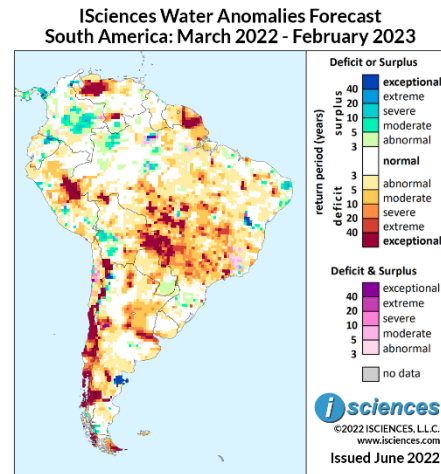 ISciences Water Anomalies Forecast
South America: March 2022 - February 2023
Deficit or Surplus
return period (years)
surplus
deficit
exceptional
40
extreme
20
severe
10
moderate
5
abnormal
3
normal
3
abnormal
5
moderate
10
severe
20
extreme
40
exceptional
Deficit & Surplus
exceptional
40
extreme
20
severe
10
moderate
5
abnormal
3
no data
i sciences
©2022 ISCIENCES, L.L.C.
www.isciences.com
Issued June 2022